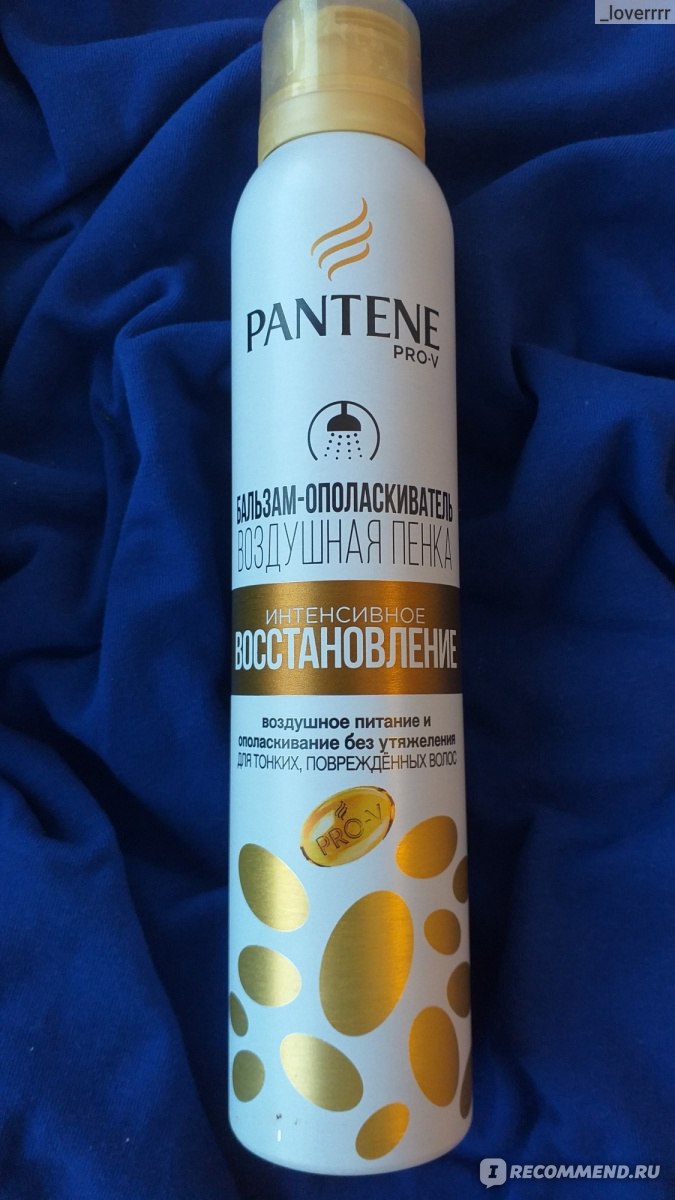 _loverrrr
PANTENE
PRO-V
БАЛЬЗАМ-ОПОЛАСКИВАТЕЛЬ
ВОЗДУШНАЯ ПЕНКА
ИНТЕНСИВНОЕ
ВОССТАНОВЛЕНИЕ
воздушное питание и
ополаскивание без утяжеления
ДЛЯ ТОНКИХ, ПОВРЕЖДЁННЫХ ВОЛОС
PRO-V
IRECOMMEND.RU